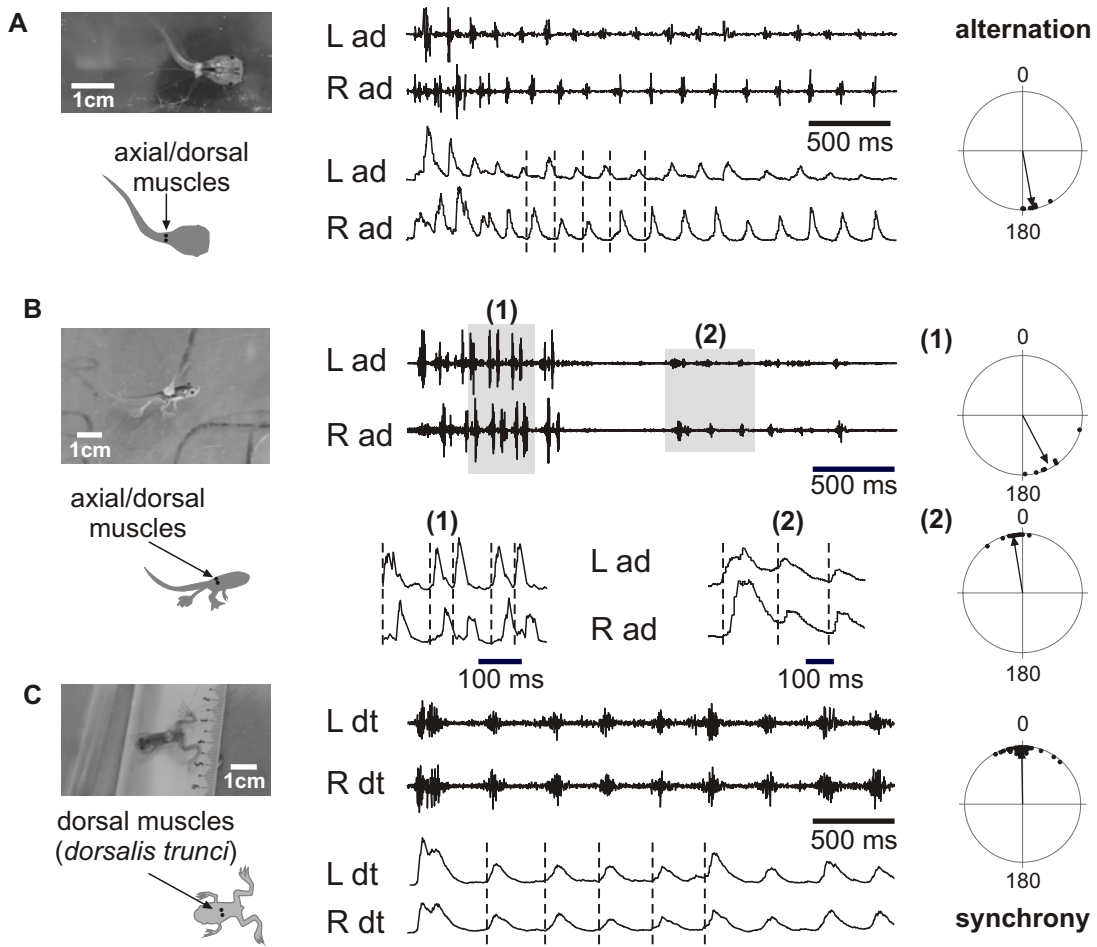 A
1cm
axial/dorsal
muscles
L ad
R ad
500 ms
L ad
R ad
alternation
0
180
B
1cm
axial/dorsal
muscles
(1)
(2)
L ad
R ad
500 ms
(1)
(2)
L ad
R ad
100 ms
100 ms
(1)
0
180
(2)
0
180
C
1cm
dorsal muscles
(dorsalis trunci)
L dt
R dt
500 ms
L dt
R dt
0
180
synchrony